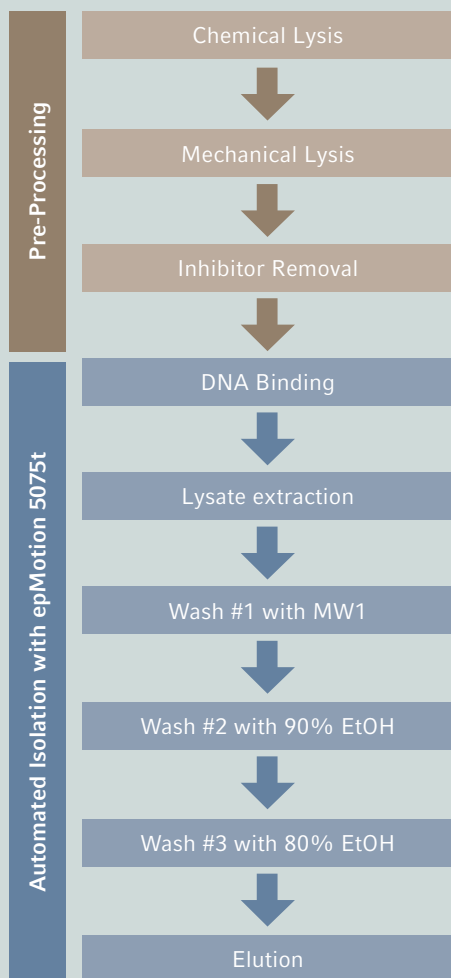 Pre-Processing
Chemical Lysis
Mechanical Lysis
Inhibitor Removal
Automated Isolation with epMotion 5075t
DNA Binding
Lysate extraction
Wash #1 with MW1
Wash #2 with 90% EtOH
Wash #3 with 80% EtOH
Elution